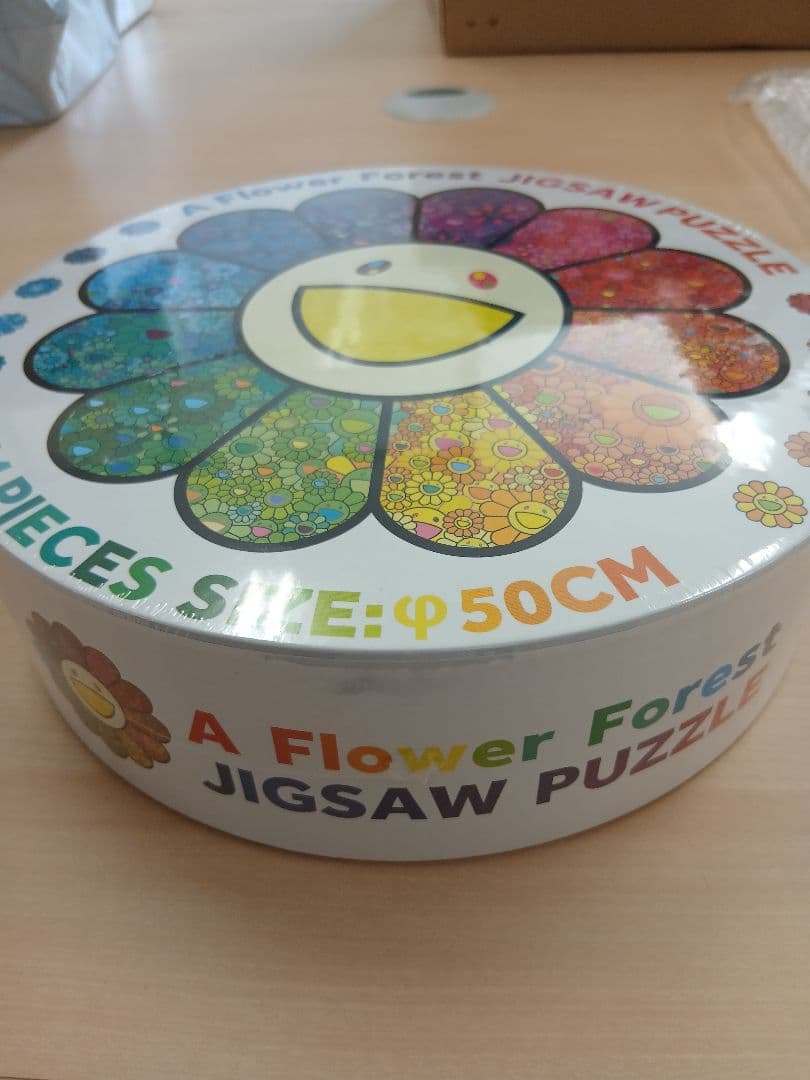 A Flower Forest JIGSAW PUZZLE
PIECES SIZE:φ50CM
A Flower Forest
JIGSAW PUZZLE